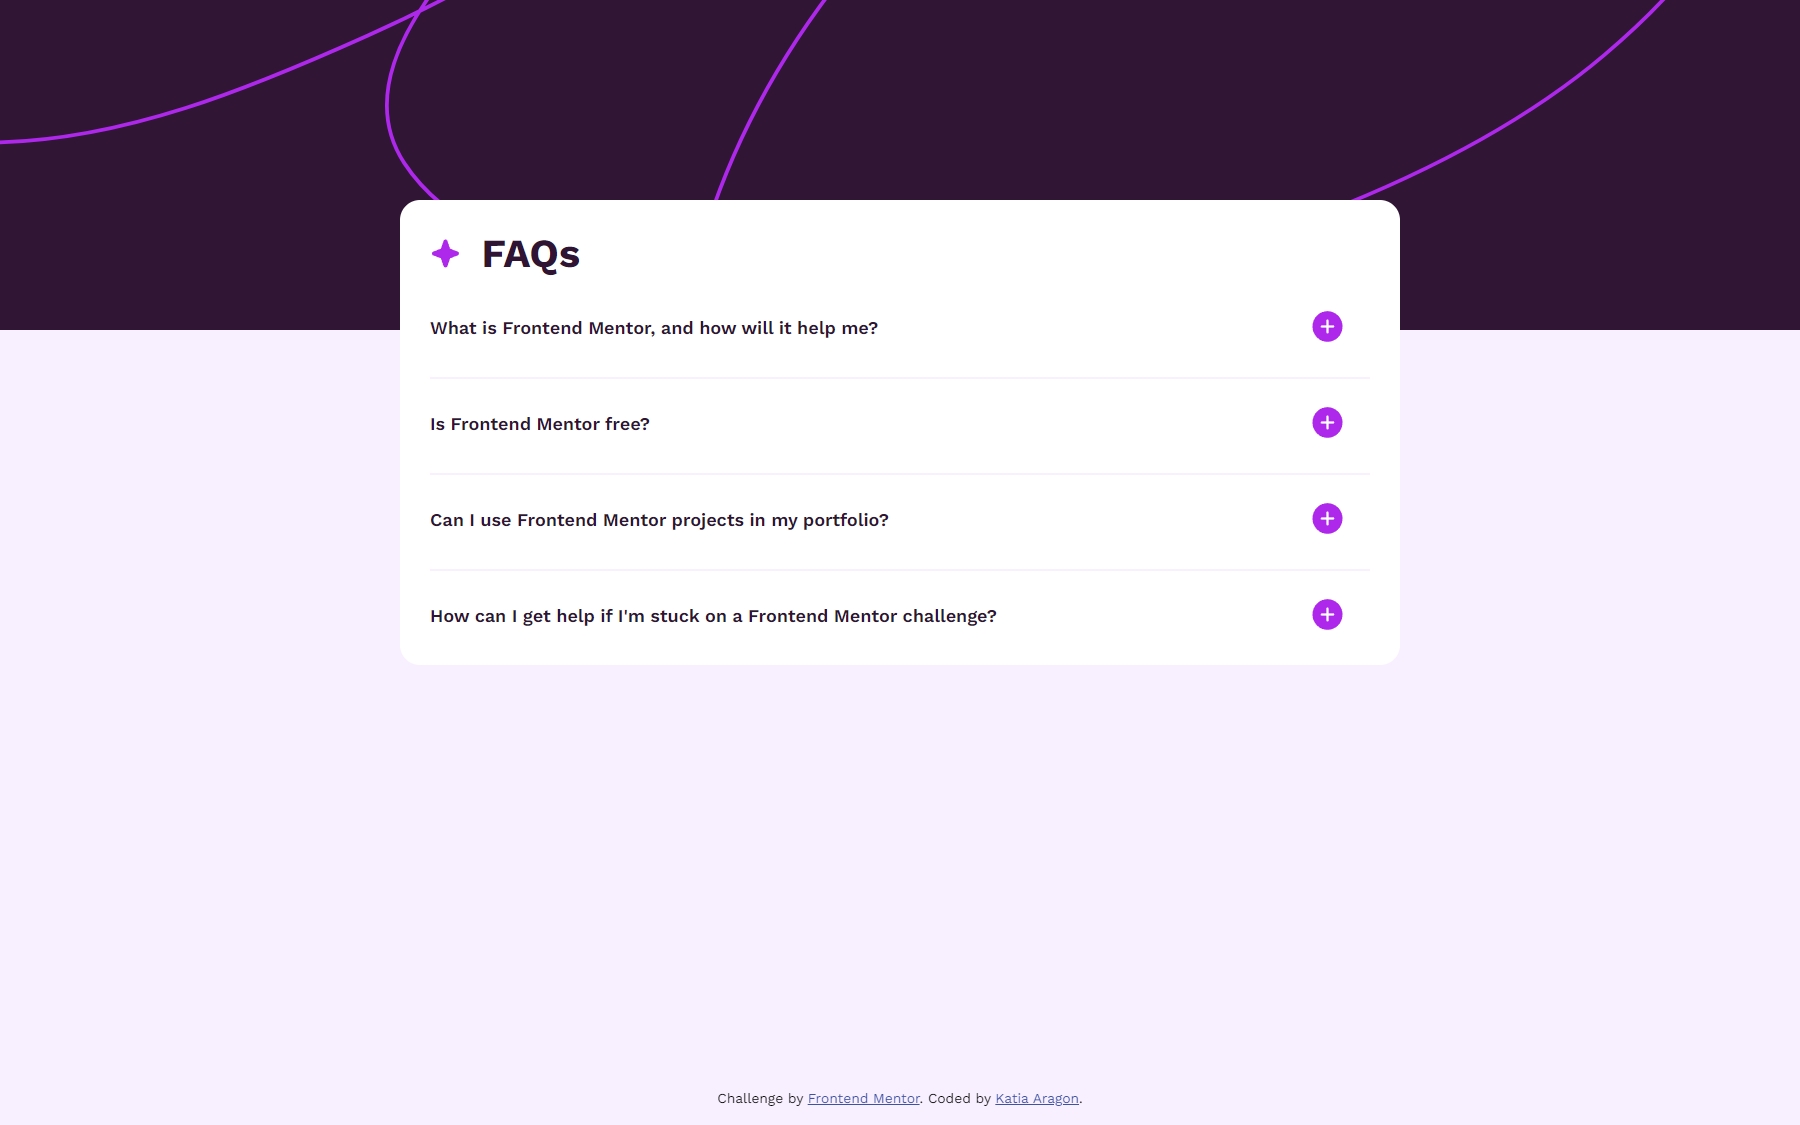 FAQs
What is Frontend Mentor, and how will it help me?
Is Frontend Mentor free?
Can I use Frontend Mentor projects in my portfolio?
How can I get help if I'm stuck on a Frontend Mentor challenge?
Challenge by Frontend Mentor. Coded by Katia Aragon.